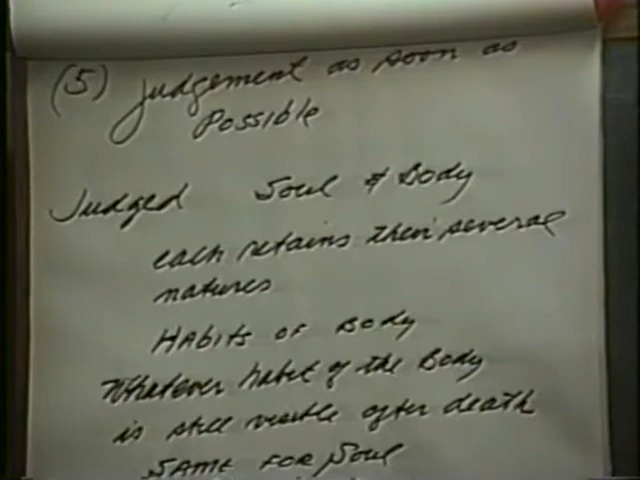 (5) Judgement as soon as
Possible
Judged Soul & Body
each retains their several
natures
Habits of Body
Whatever habit of the Body
is still visible after death
SAME FOR Soul